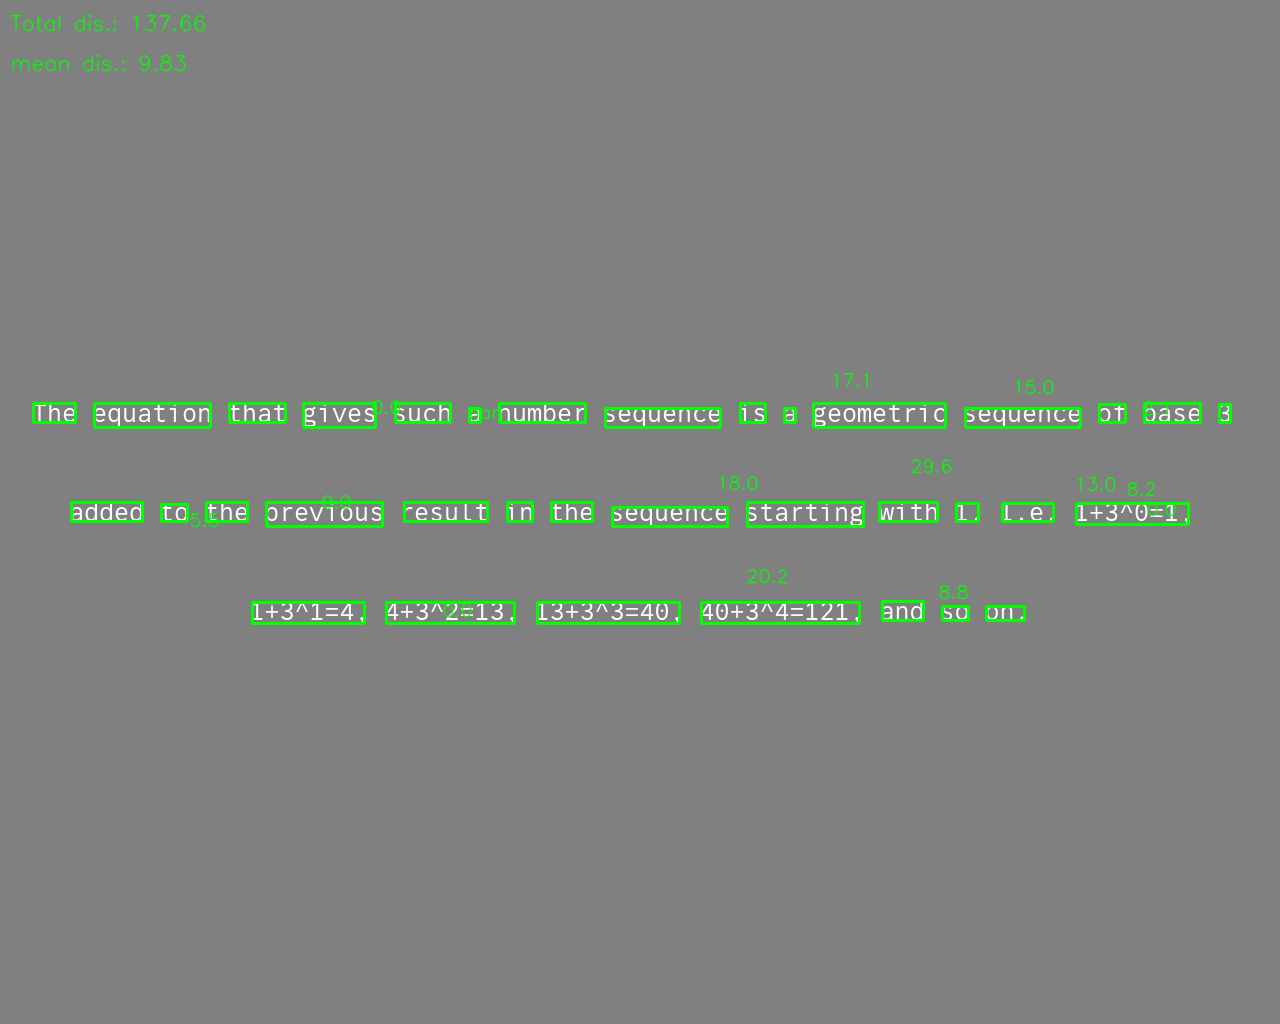 Total dis.: 137.66
mean dis.: 9.83
17.1 15.0
The equation that gives such a number sequence is a geometric sequence of base 3
29.6
18.0 13.0 8.2
added to the previous result in the sequence starting with 1. I.e. 1+3^0=1,
20.2
8.8
1+3^1=4, 4+3^2=13, 13+3^3=40, 40+3^4=121, and so on.